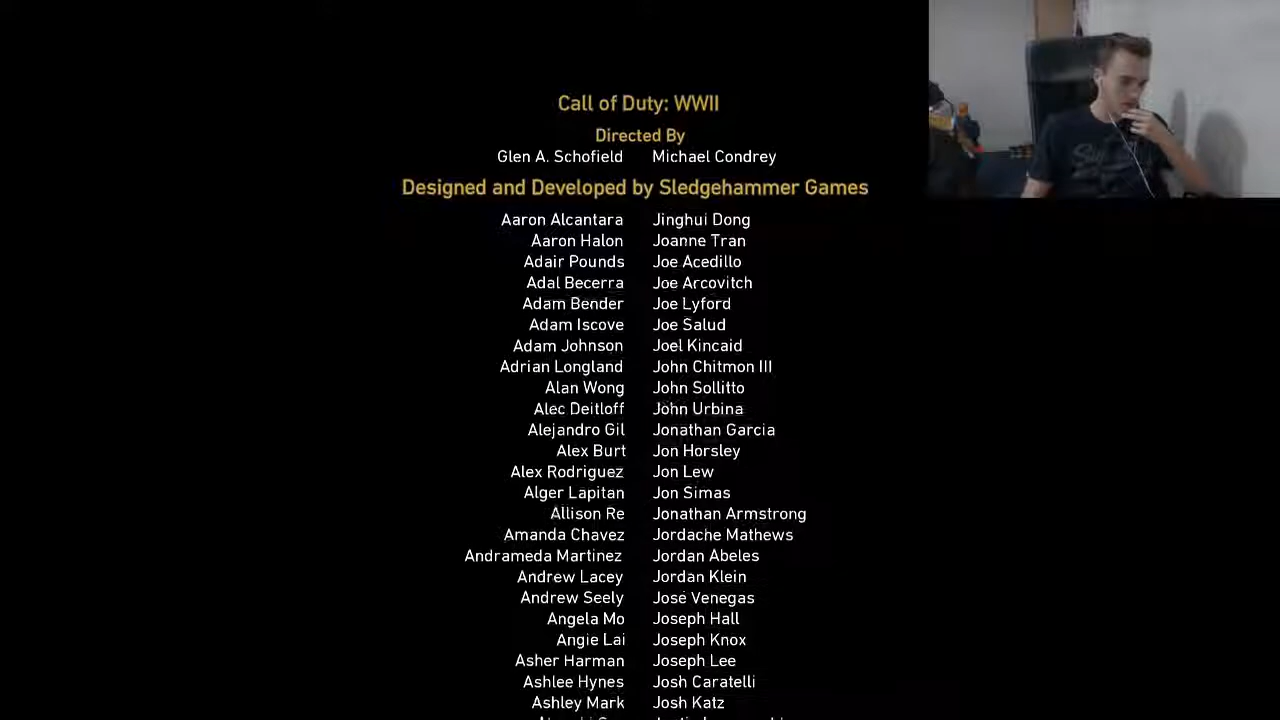 Call of Duty: WWII
Directed By
Glen A. Schofield Michael Condrey
Designed and Developed by Sledgehammer Games
Aaron Alcantara Jinghui Dong
Aaron Halon Joanne Tran
Adair Pounds Joe Acedillo
Adal Becerra Joe Arcovitch
Adam Bender Joe Lyford
Adam Iscove Joe Salud
Adam Johnson Joel Kincaid
Adrian Longland John Chitmon III
Alan Wong John Sollitto
Alec Deitloff John Urbina
Alejandro Gil Jonathan Garcia
Alex Burt Jon Horsley
Alex Rodriguez Jon Lew
Alger Lapitan Jon Simas
Allison Re Jonathan Armstrong
Amanda Chavez Jordache Mathews
Andrameda Martinez Jordan Abeles
Andrew Lacey Jordan Klein
Andrew Seely José Venegas
Angela Mo Joseph Hall
Angie Lai Joseph Knox
Asher Harman Joseph Lee
Ashlee Hynes Josh Caratelli
Ashley Mark Josh Katz